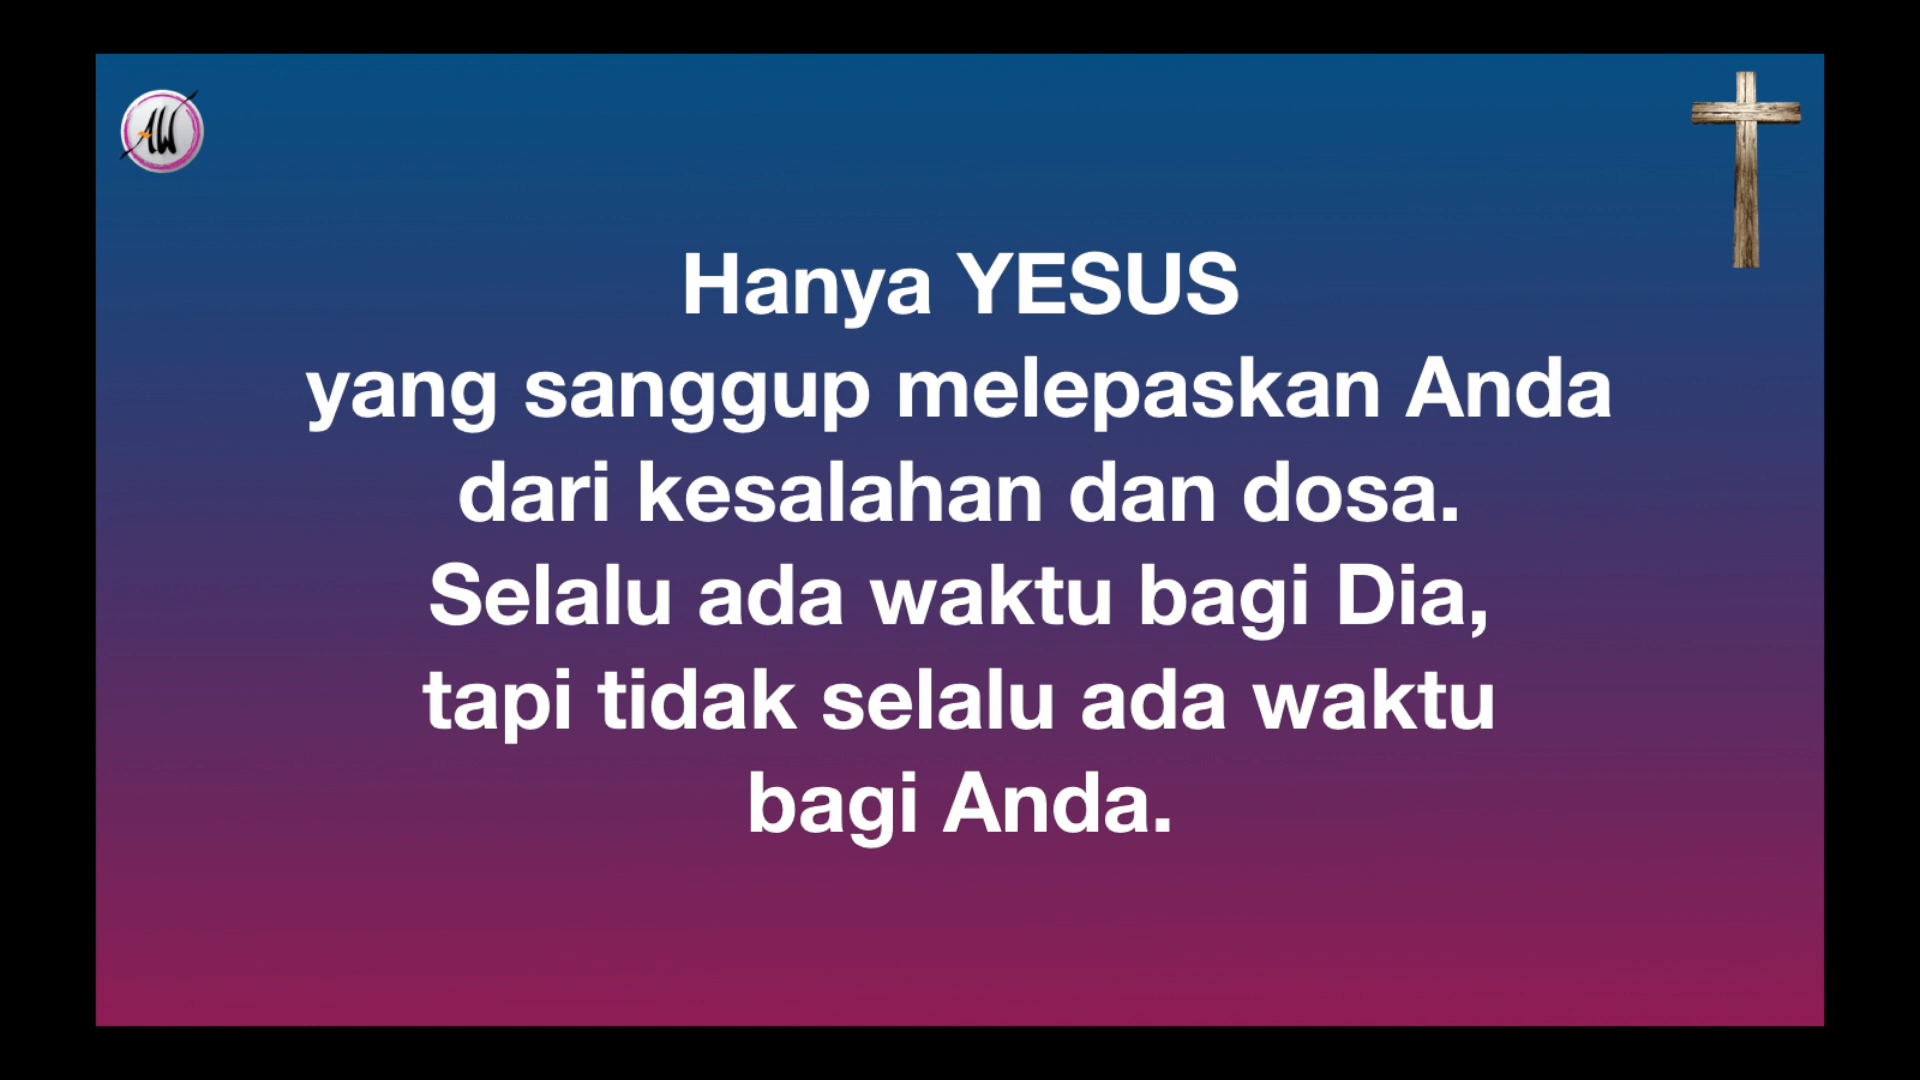 AW
Hanya YESUS
yang sanggup melepaskan Anda
dari kesalahan dan dosa.
Selalu ada waktu bagi Dia,
tapi tidak selalu ada waktu
bagi Anda.